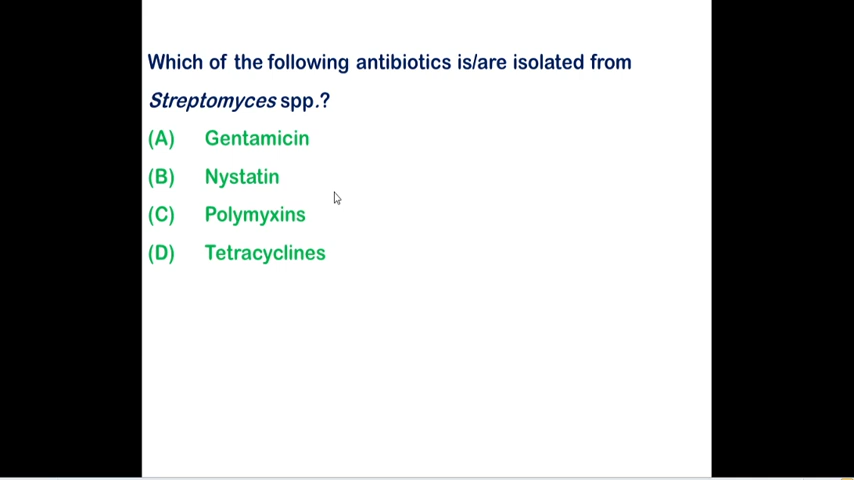 Which of the following antibiotics is/are isolated from
Streptomyces spp.?
(A) Gentamicin
(B) Nystatin
(C) Polymyxins
(D) Tetracyclines